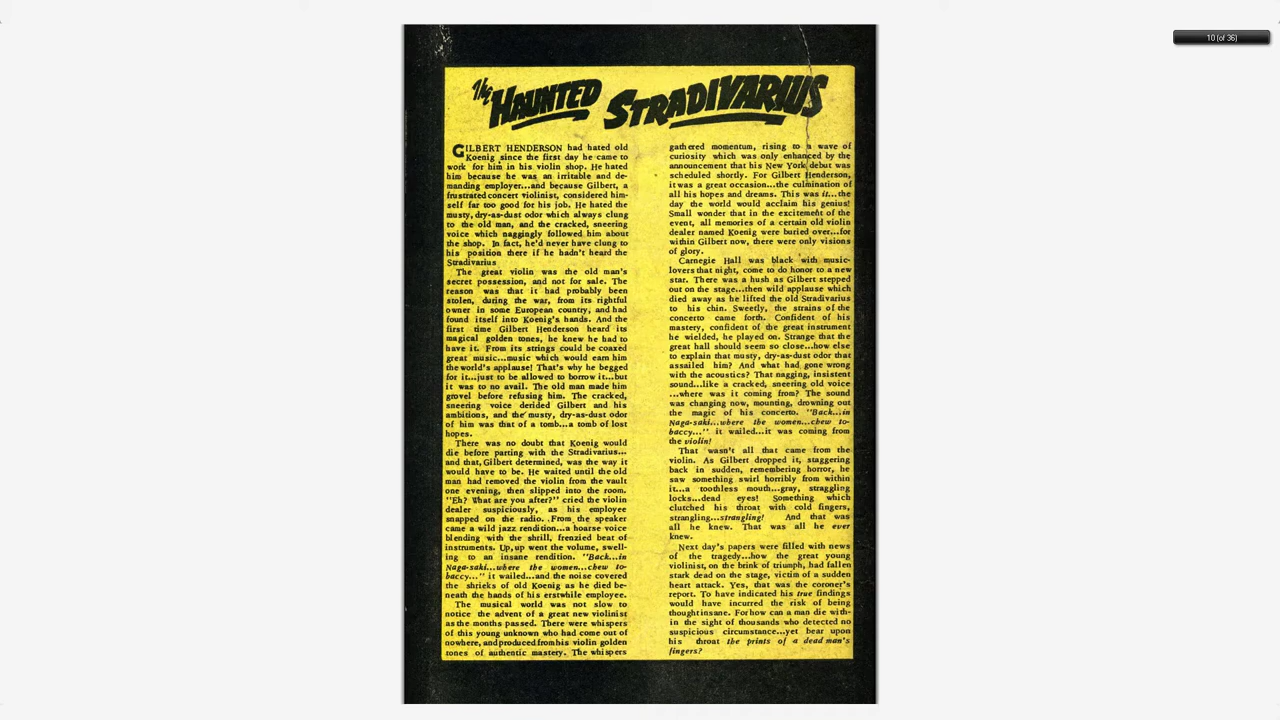 10 (of 36)
The HAUNTED STRADIVARIUS
GILBERT HENDERSON had hated old
Koenig since the first day he came to
work for him in his violin shop. He hated
him because he was an irritable and de-
manding employer...and because Gilbert, a
frustrated concert violinist, considered him-
self far too good for his job. He hated the
musty, dry-as-dust odor which always clung
to the old man, and the cracked, sneering
voice which naggingly followed him about
the shop. In fact, he'd never have clung to
his position there if he hadn't heard the
Stradivarius
The great violin was the old man's
secret possession, and not for sale. The
reason was that it had probably been
stolen, during the war, from its rightful
owner in some European country, and had
found itself into Koenig's hands. And the
first time Gilbert Henderson heard its
magical golden tones, he knew he had to
have it. From its strings could be coaxed
great music...music which would earn him
the world's applause! That's why he begged
for it...just to be allowed to borrow it...but
it was to no avail. The old man made him
grovel before refusing him. The cracked,
sneering voice derided Gilbert and his
ambitions, and the musty, dry-as-dust odor
of him was that of a tomb...a tomb of lost
hopes.
There was no doubt that Koenig would
die before parting with the Stradivarius...
and that, Gilbert determined, was the way it
would have to be. He waited until the old
man had removed the violin from the vault
one evening, then slipped into the room.
"Eh? What are you after?" cried the violin
dealer suspiciously, as his employee
snapped on the radio. .From the speaker
came a wild jazz rendition...a hoarse voice
blending with the shrill, frenzied beat of
instruments. Up, up went the volume, swell-
ing to an insane rendition. "Back...in
Naga-saki...where the women...chew to-
baccy..." it wailed...and the noise covered
the shrieks of old Koenig as he died be-
neath the hands of his erstwhile employee.
The musical world was not slow to
notice the advent of a great new violinist
as the months passed. There were whispers
of this young unknown who had come out of
nowhere, and produced from his violin golden
tones of authentic mastery. The whispers
gathered momentum, rising to a wave of
curiosity which was only enhanced by the
announcement that his New York debut was
scheduled shortly. For Gilbert Henderson,
it was a great occasion...the culmination of
all his hopes and dreams. This was it...the
day the world would acclaim his genius!
Small wonder that in the excitement of the
event, all memories of a certain old violin
dealer named Koenig were buried over...for
within Gilbert now, there were only visions
of glory.
Carnegie Hall was black with music-
lovers that night, come to do honor to a new
star. There was a hush as Gilbert stepped
out on the stage...then wild applause which
died away as he lifted the old Stradivarius
to his chin. Sweetly, the strains of the
concerto came forth. Confident of his
mastery, confident of the great instrument
he wielded, he played on. Strange that the
great hall should seem so close...how else
to explain that musty, dry-as-dust odor that
assailed him? And what had gone wrong
with the acoustics? That nagging, insistent
sound...like a cracked, sneering old voice
...where was it coming from? The sound
was changing now, mounting, drowning out
the magic of his concerto. "Back...in
Naga-saki...where the women...chew to-
baccy..." it wailed...it was coming from
the violin!
That wasn't all that came from the
violin. As Gilbert dropped it, staggering
back in sudden, remembering horror, he
saw something swirl horribly from within
it...a toothless mouth...gray, straggling
locks...dead eyes! Something which
clutched his throat with cold fingers,
strangling...strangling! And that was
all he knew. That was all he ever
knew.
Next day's papers were filled with news
of the tragedy...how the great young
violinist, on the brink of triumph, had fallen
stark dead on the stage, victim of a sudden
heart attack. Yes, that was the coroner's
report. To have indicated his true findings
would have incurred the risk of being
thought insane. For how can a man die with-
in the sight of thousands who detected no
suspicious circumstance...yet bear upon
his throat the prints of a dead man's
fingers?